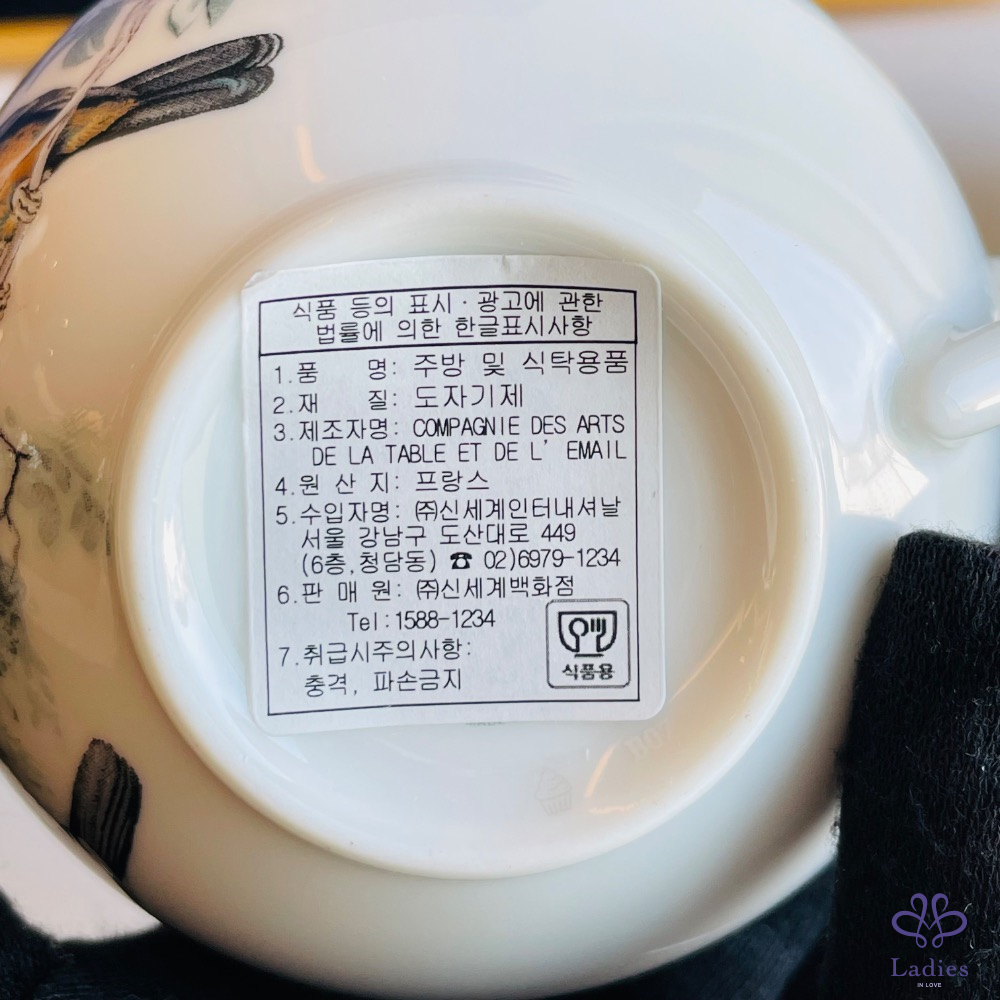 식품 등의 표시·광고에 관한
법률에 의한 한글표시사항
1.품 명: 주방 및 식탁용품
2.재 질: 도자기제
3.제조자명: COMPAGNIE DES ARTS
DE LA TABLE ET DE L' EMAIL
4.원 산 지: 프랑스
5.수입자명: ㈜신세계인터내셔날
서울 강남구 도산대로 449
(6층,청담동) ☎ 02)6979-1234
6.판 매 원: ㈜신세계백화점
Tel:1588-1234
7.취급시주의사항:
충격, 파손금지
식품용
Ladies
IN LOVE